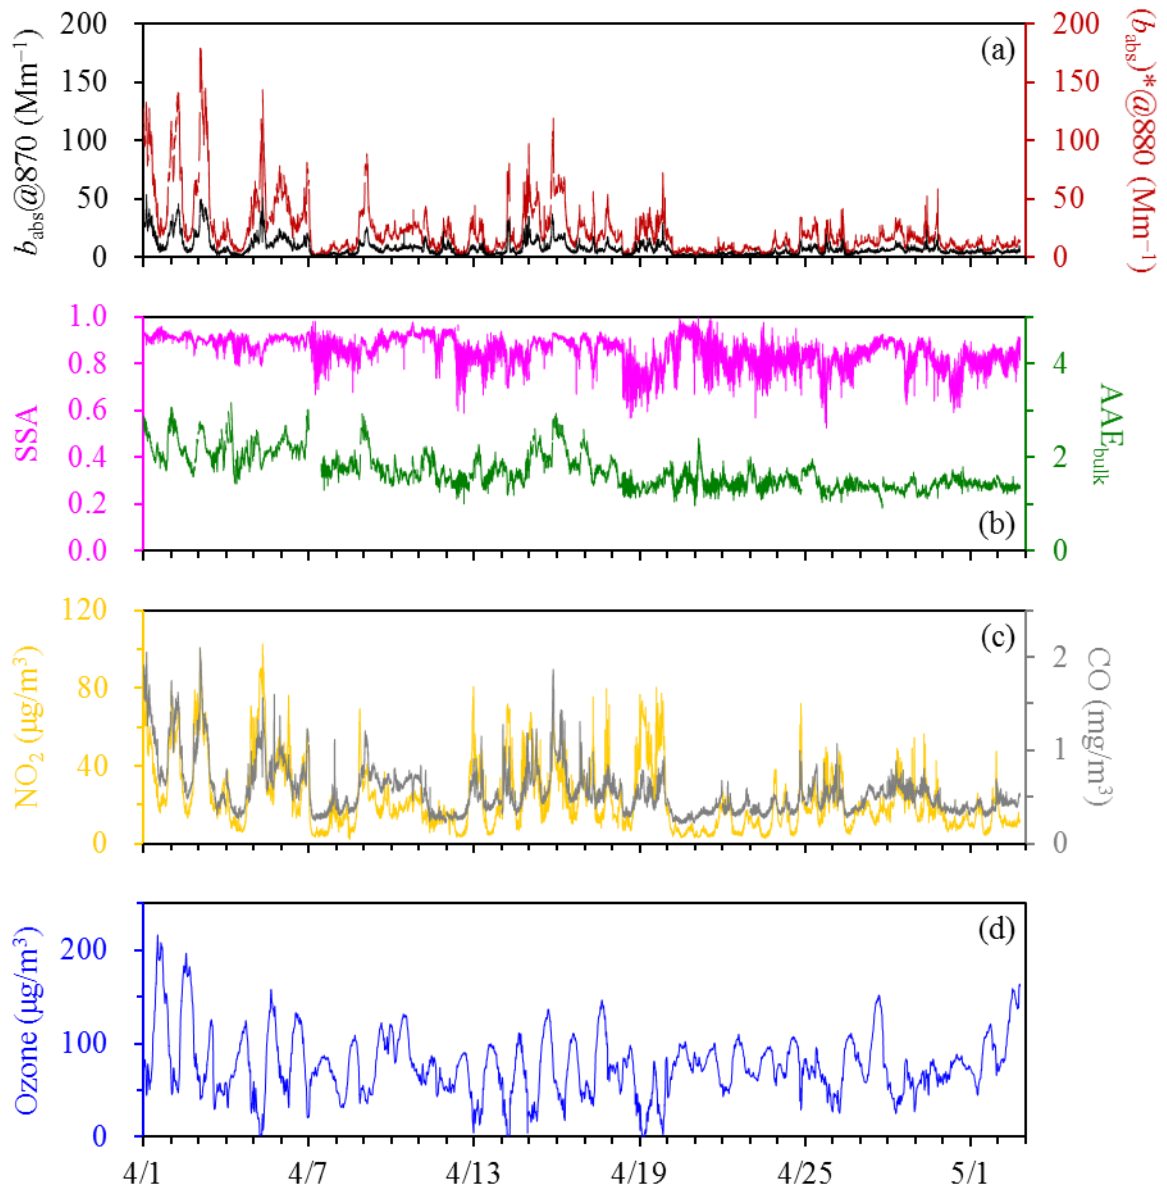 (a)
b_abs@870 (Mm⁻¹)
200
150
100
50
0
200
150
100
50
0
(b_abs)*@880 (Mm⁻¹)
SSA
1.0
0.8
0.6
0.4
0.2
0.0
4
2
0
AAE_bulk
(b)
NO₂ (µg/m³)
120
80
40
0
(c)
2
1
0
CO (mg/m³)
Ozone (µg/m³)
200
100
0
(d)
4/1 4/7 4/13 4/19 4/25 5/1